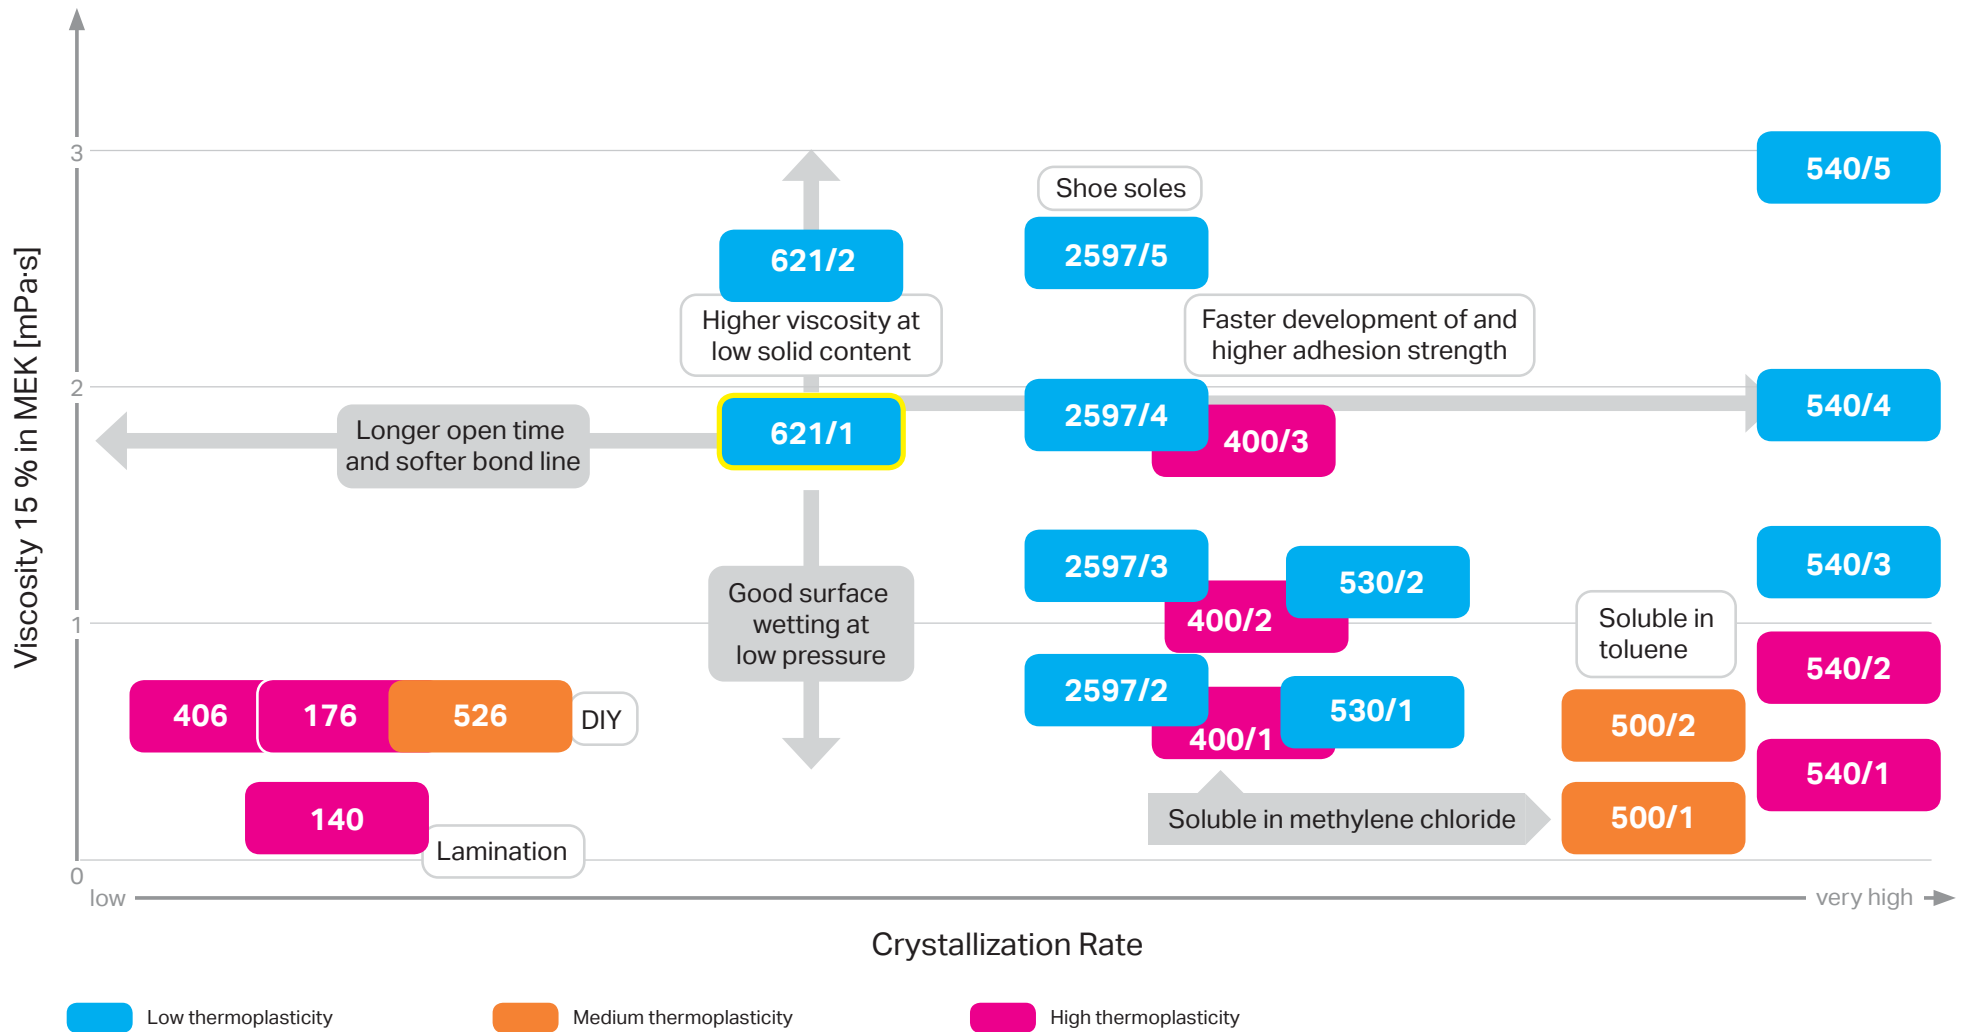 Viscosity 15 % in MEK [mPa·s]
3
2
1
0
540/5
Shoe soles
621/2
2597/5
Higher viscosity at
low solid content
Faster development of and
higher adhesion strength
Longer open time
and softer bond line
621/1
2597/4
400/3
540/4
Good surface
wetting at
low pressure
2597/3
530/2
400/2
540/3
Soluble in
toluene
2597/2
530/1
400/1
540/2
406
176
526
DIY
500/2
540/1
140
Lamination
Soluble in methylene chloride
500/1
low
very high
Crystallization Rate
Low thermoplasticity
Medium thermoplasticity
High thermoplasticity